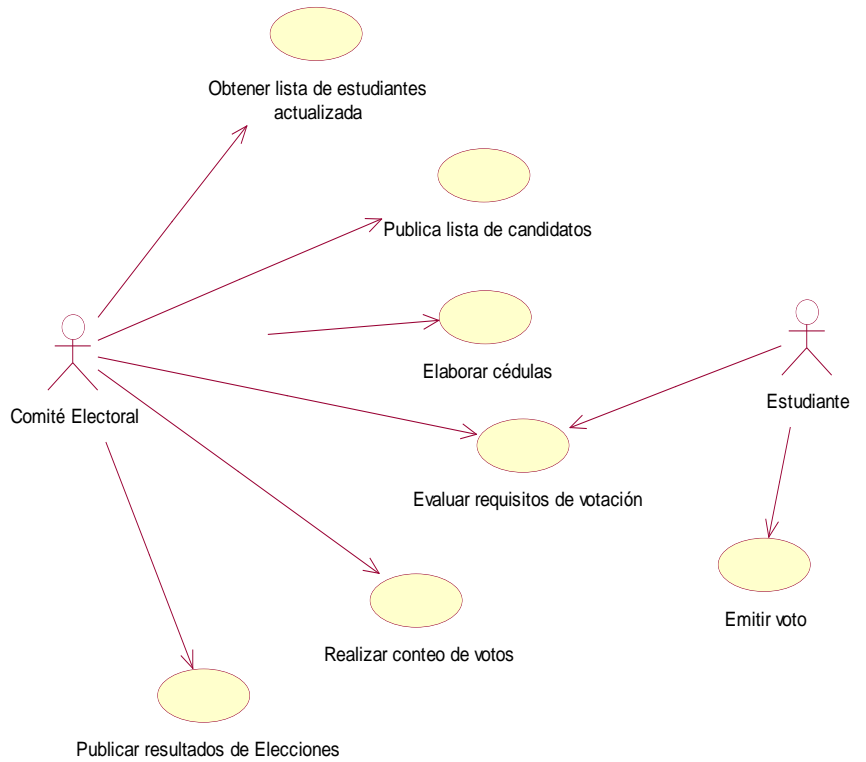 Obtener lista de estudiantes
actualizada
Publica lista de candidatos
Elaborar cédulas
Comité Electoral
Estudiante
Evaluar requisitos de votación
Emitir voto
Realizar conteo de votos
Publicar resultados de Elecciones